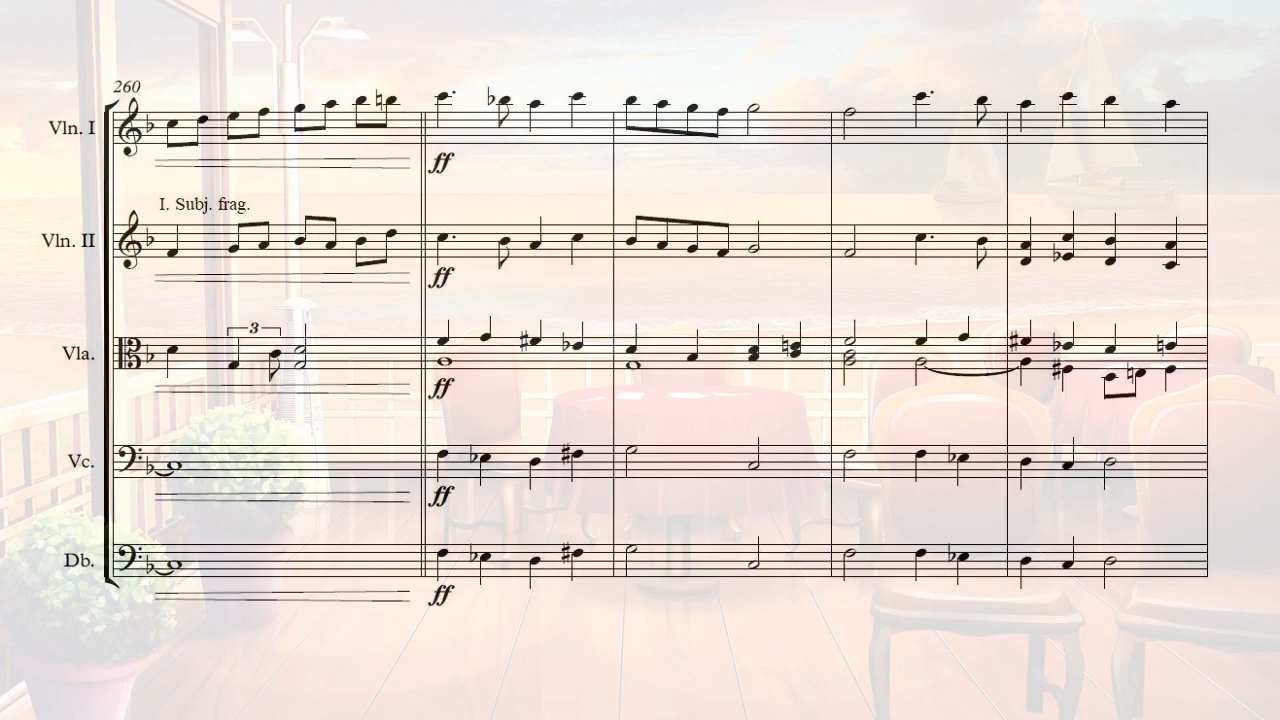 260
Vln. I
ff
I. Subj. frag.
Vln. II
ff
3
Vla.
ff
Vc.
ff
Db.
ff